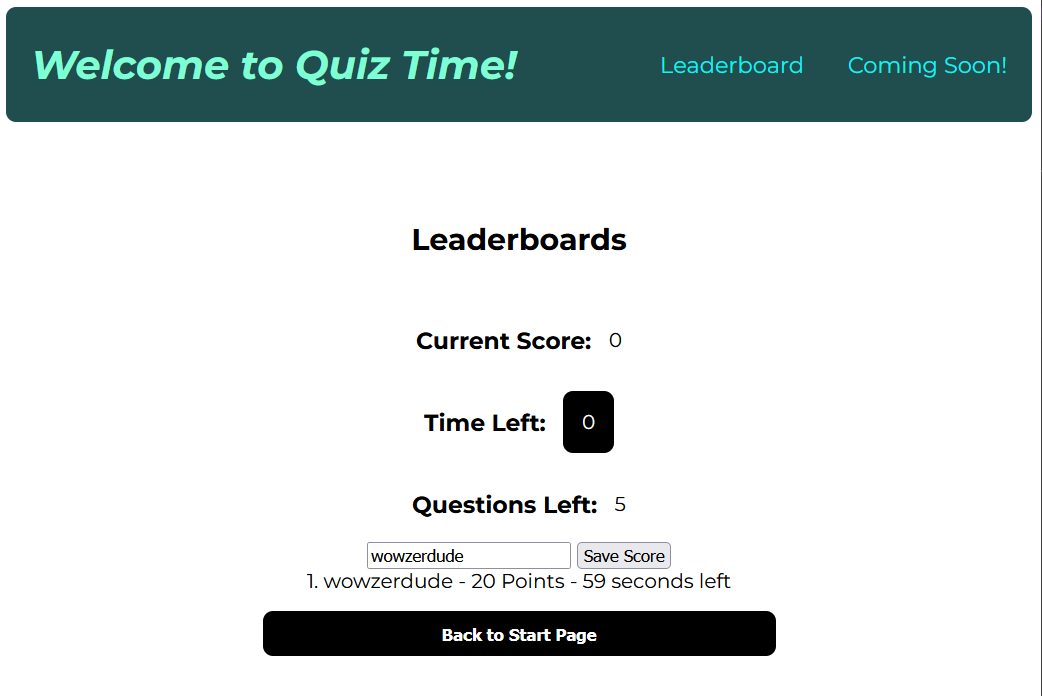 Welcome to Quiz Time! Leaderboard Coming Soon!
Leaderboards
Current Score: 0
Time Left: 0
Questions Left: 5
wowzerdude Save Score
1. wowzerdude - 20 Points - 59 seconds left
Back to Start Page